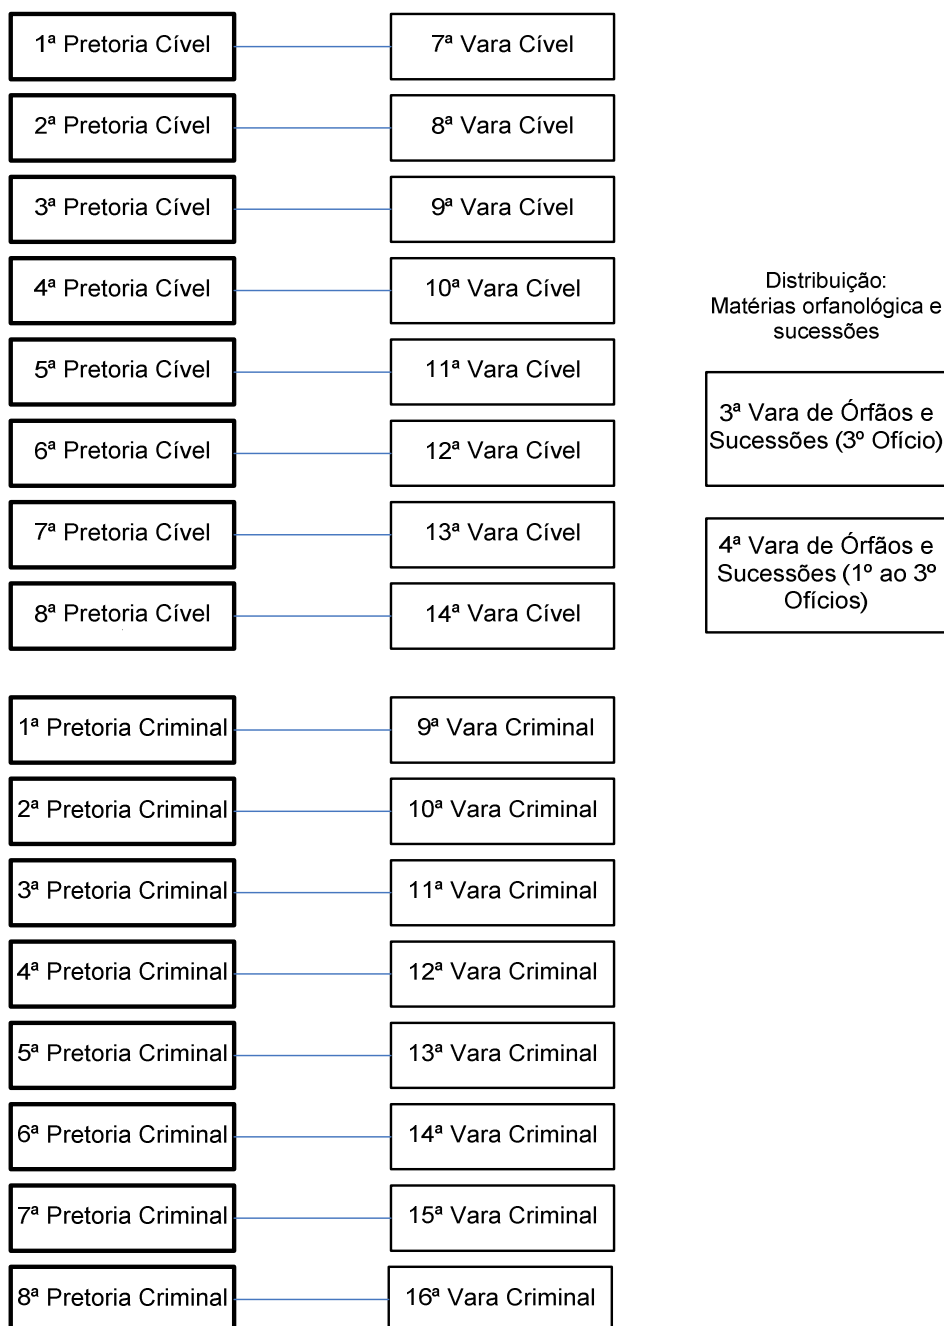 1ª Pretoria Cível
7ª Vara Cível
2ª Pretoria Cível
8ª Vara Cível
3ª Pretoria Cível
9ª Vara Cível
4ª Pretoria Cível
10ª Vara Cível
5ª Pretoria Cível
11ª Vara Cível
6ª Pretoria Cível
12ª Vara Cível
7ª Pretoria Cível
13ª Vara Cível
8ª Pretoria Cível
14ª Vara Cível
Distribuição:
Matérias orfanológica e
sucessões
3ª Vara de Órfãos e
Sucessões (3º Ofício)
4ª Vara de Órfãos e
Sucessões (1º ao 3º
Ofícios)
1ª Pretoria Criminal
9ª Vara Criminal
2ª Pretoria Criminal
10ª Vara Criminal
3ª Pretoria Criminal
11ª Vara Criminal
4ª Pretoria Criminal
12ª Vara Criminal
5ª Pretoria Criminal
13ª Vara Criminal
6ª Pretoria Criminal
14ª Vara Criminal
7ª Pretoria Criminal
15ª Vara Criminal
8ª Pretoria Criminal
16ª Vara Criminal